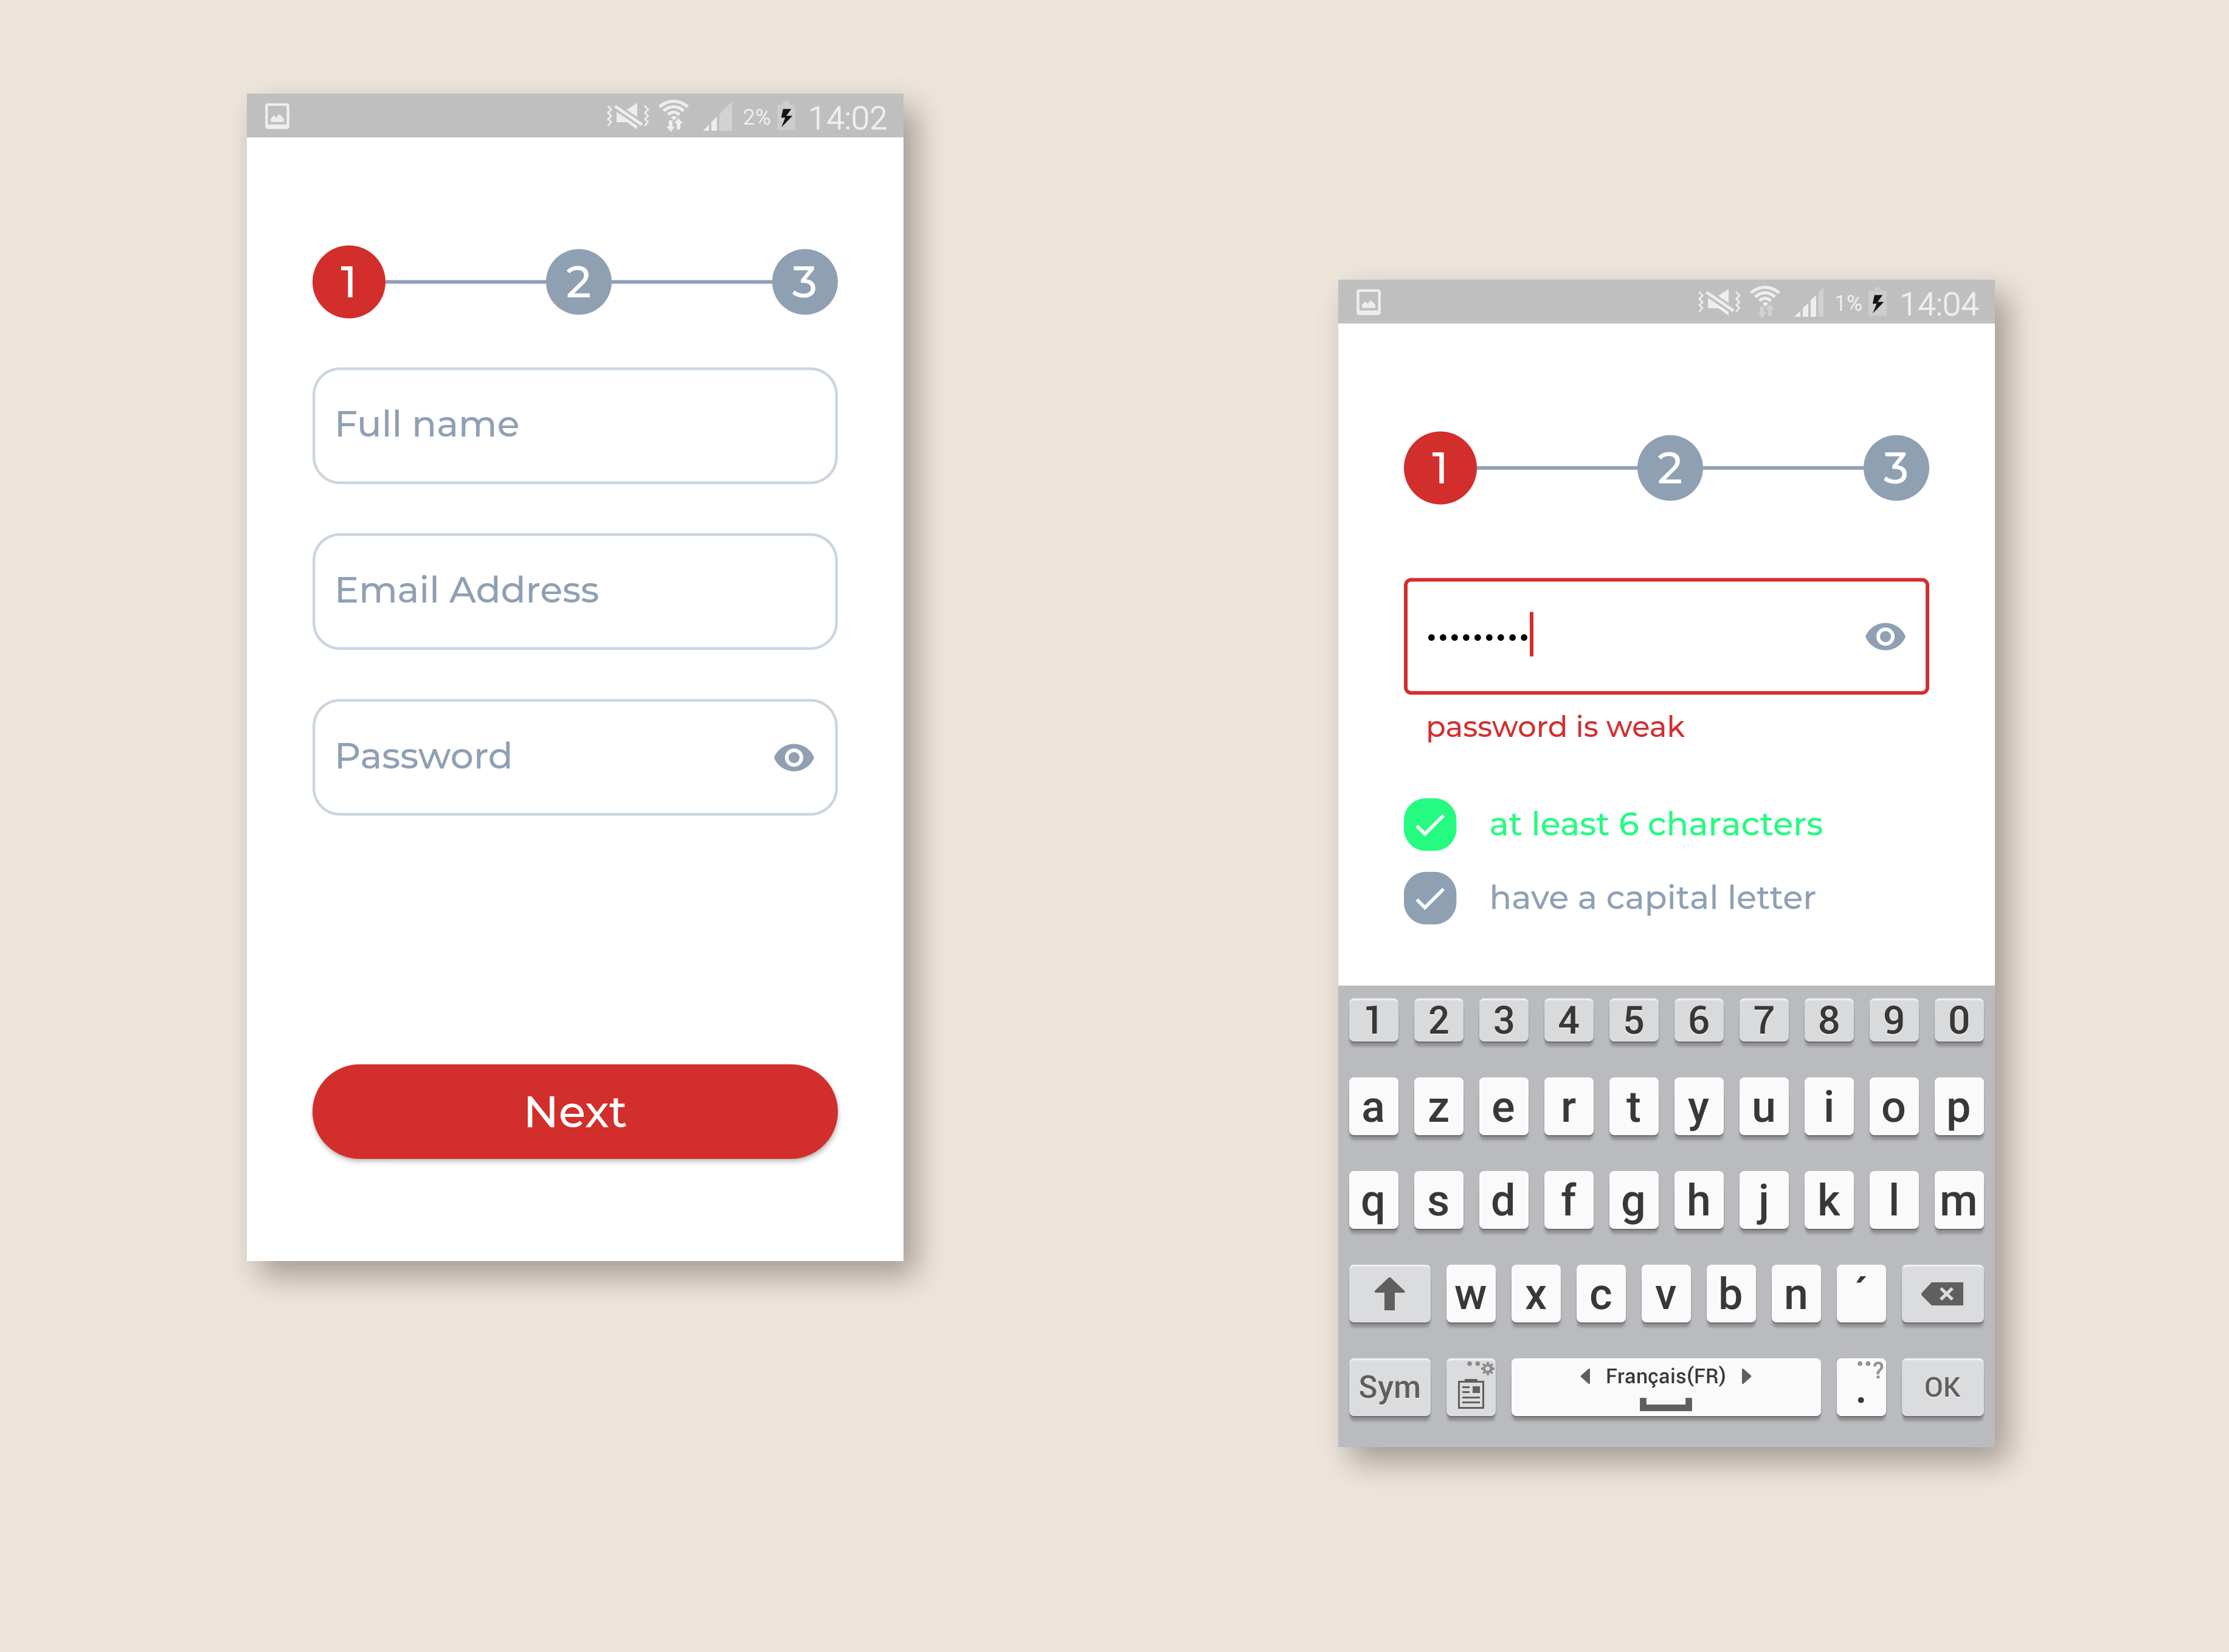 2% 14:02
1 2 3
Full name
Email Address
Password
Next
1% 14:04
1 2 3
•••••••••
password is weak
at least 6 characters
have a capital letter
1 2 3 4 5 6 7 8 9 0
a z e r t y u i o p
q s d f g h j k l m
w x c v b n ´
Sym Français(FR) . ••? OK